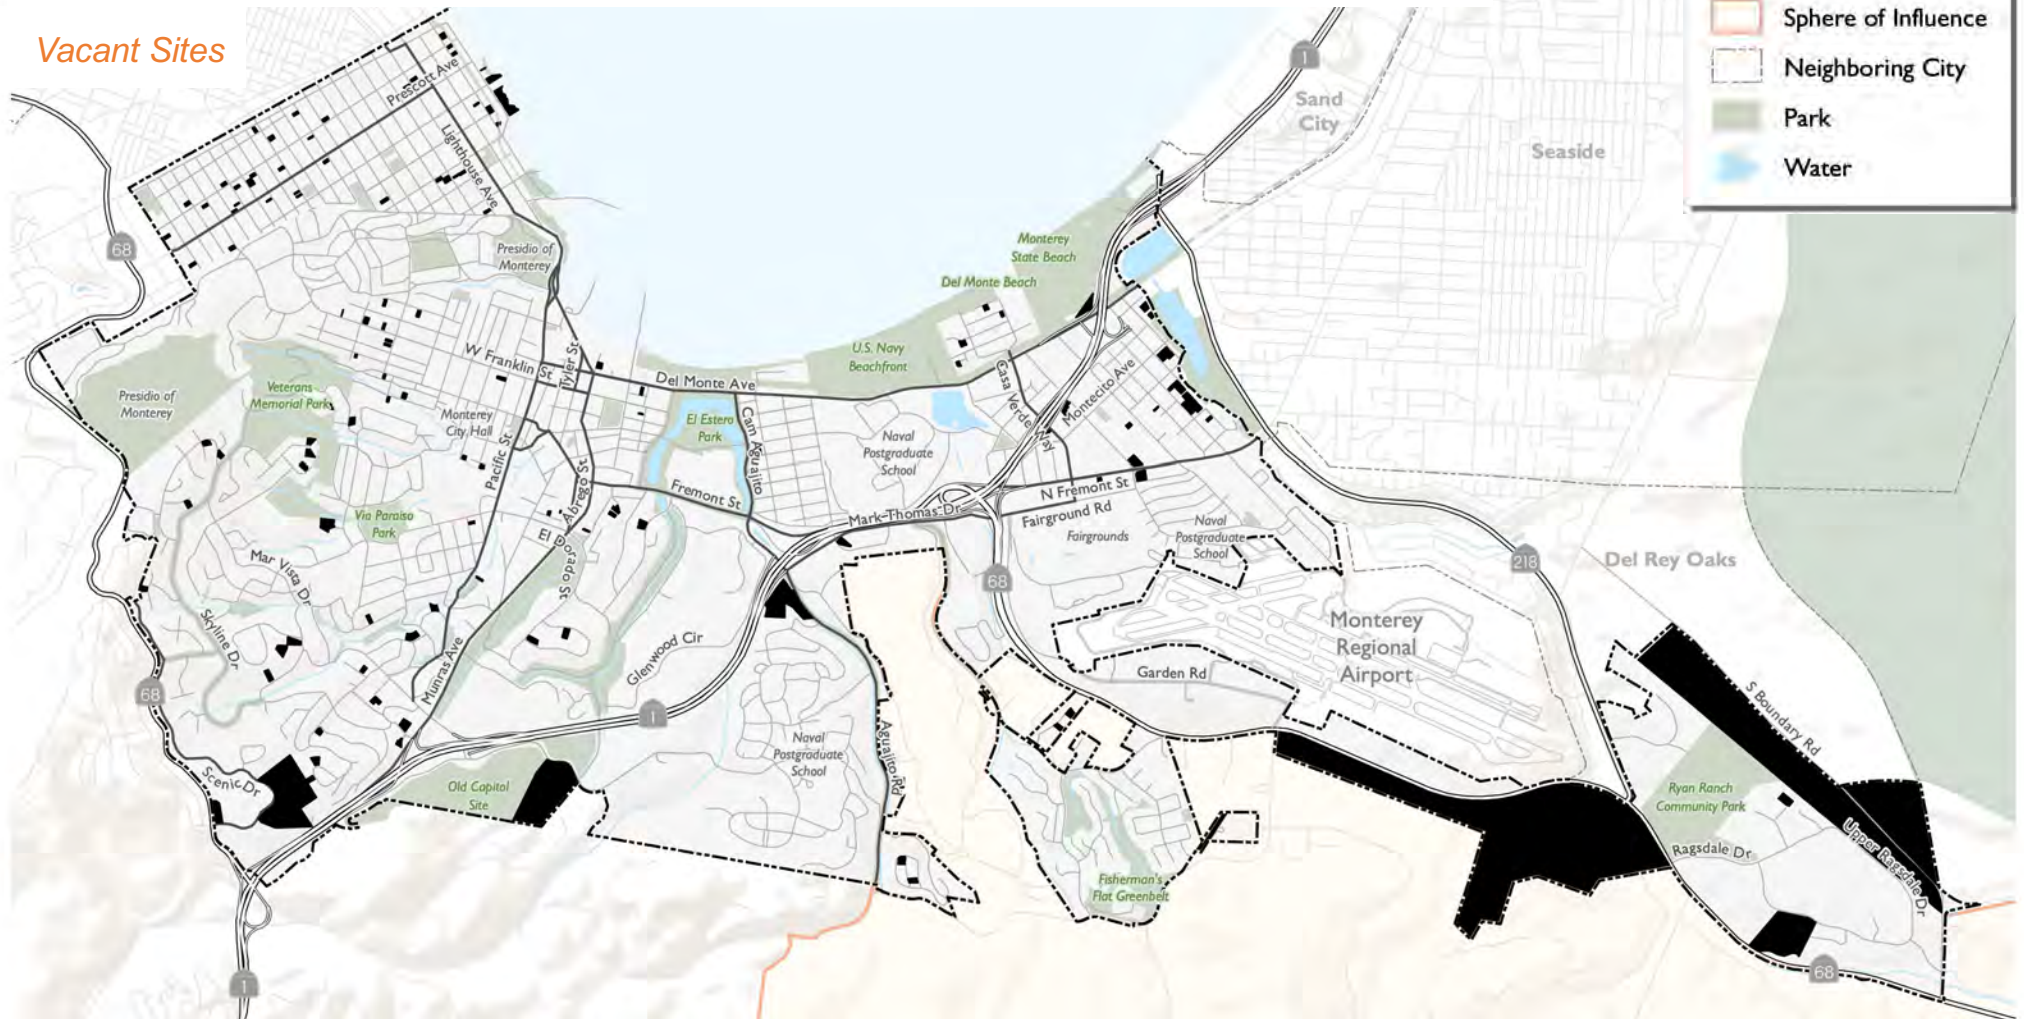 Vacant Sites
Sphere of Influence
Neighboring City
Park
Water
1
Sand
City
Seaside
Prescott Ave
Lighthouse Ave
68
Presidio of
Monterey
Monterey
State Beach
Del Monte Beach
U.S. Navy
Beachfront
W Franklin St
Tyler St
Del Monte Ave
Presidio of
Monterey
Veterans
Memorial Park
Monterey
City Hall
Pacific St
El Estero
Park
Cam Aguajito
Naval
Postgraduate
School
Casa Verde Way
Montecito Ave
Abrego St
Fremont St
Mark Thomas Dr
N Fremont St
Fairground Rd
Fairgrounds
Naval
Postgraduate
School
Via Paraiso
Park
El Dorado St
Mar Vista Dr
Skyline Dr
68
218
Del Rey Oaks
Monterey
Regional
Airport
Garden Rd
Glenwood Cir
Munras Ave
68
1
S Boundary Rd
Naval
Postgraduate
School
Aguajito Rd
Scenic Dr
Old Capitol
Site
Ryan Ranch
Community Park
Ragsdale Dr
Upper Ragsdale Dr
Fisherman's
Flat Greenbelt
68
1